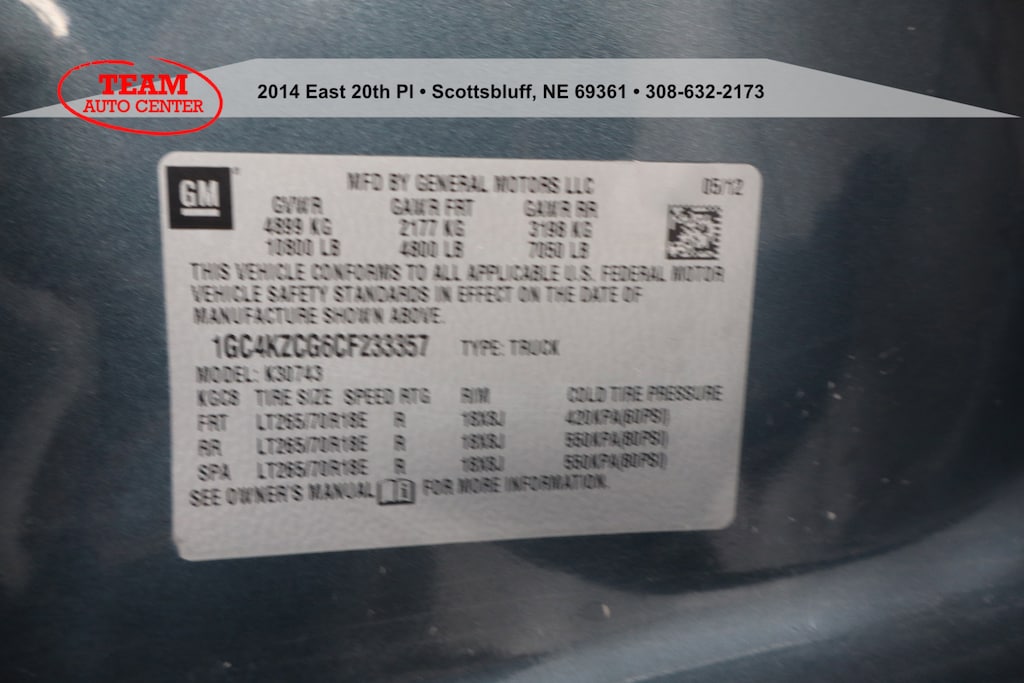 TEAM
AUTO CENTER
2014 East 20th Pl • Scottsbluff, NE 69361 • 308-632-2173
GM
MFD BY GENERAL MOTORS LLC 05/12
GVWR GAWR FRT GAWR RR
4899 KG 2177 KG 3198 KG
10800 LB 4800 LB 7050 LB
THIS VEHICLE CONFORMS TO ALL APPLICABLE U.S. FEDERAL MOTOR
VEHICLE SAFETY STANDARDS IN EFFECT ON THE DATE OF
MANUFACTURE SHOWN ABOVE.
1GC4KZCG6CF233357 TYPE: TRUCK
MODEL: K30743
KGC8 TIRE SIZE SPEED RTG RIM COLD TIRE PRESSURE
FRT LT265/70R18E R 18X8J 420KPA(60PSI)
RR LT265/70R18E R 18X8J 550KPA(80PSI)
SPA LT265/70R18E R 18X8J 550KPA(80PSI)
SEE OWNER'S MANUAL FOR MORE INFORMATION.